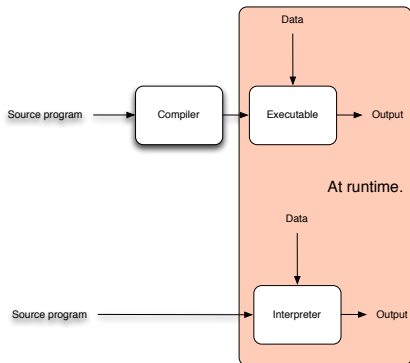 Data
Source program
Compiler
Executable
Output
At runtime.
Data
Source program
Interpreter
Output